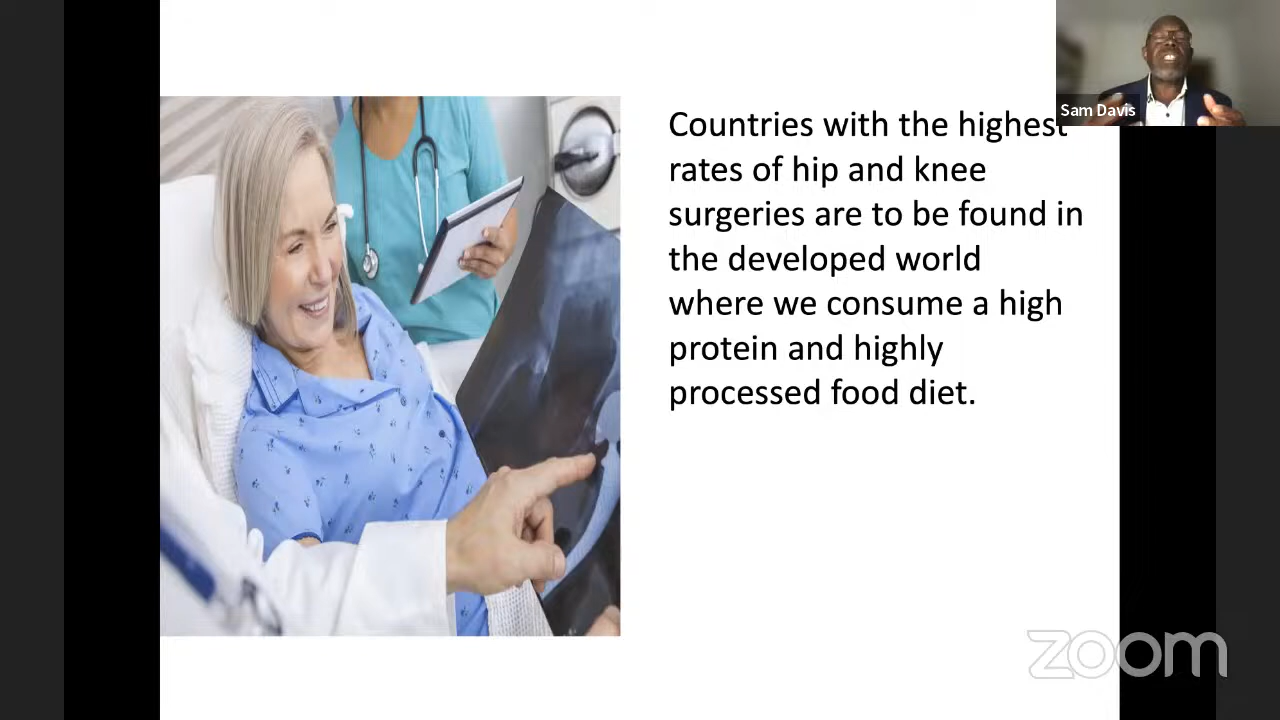 Sam Davis
Countries with the highest
rates of hip and knee
surgeries are to be found in
the developed world
where we consume a high
protein and highly
processed food diet.
zoom